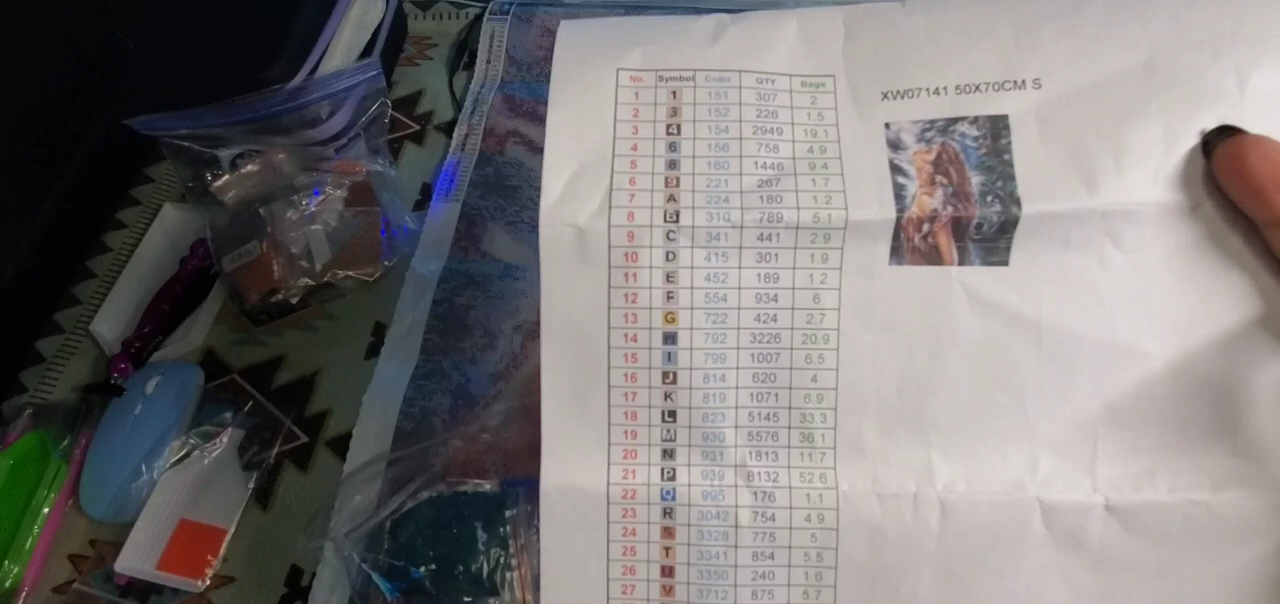 No. Symbol Color QTY Bags
1 1 151 307 2
2 3 152 226 1.5
3 4 154 2949 19.1
4 6 156 758 4.9
5 8 160 1446 9.4
6 9 221 267 1.7
7 A 224 180 1.2
8 B 310 789 5.1
9 C 341 441 2.9
10 D 415 301 1.9
11 E 452 189 1.2
12 F 554 934 6
13 G 722 424 2.7
14 H 792 3226 20.9
15 I 799 1007 6.5
16 J 814 620 4
17 K 819 1071 6.9
18 L 823 5145 33.3
19 M 930 5576 36.1
20 N 931 1813 11.7
21 P 939 8132 52.6
22 Q 995 176 1.1
23 R 3042 754 4.9
24 S 3328 775 5
25 T 3341 854 5.5
26 U 3350 240 1.6
27 V 3712 875 5.7
XW07141 50X70CM S